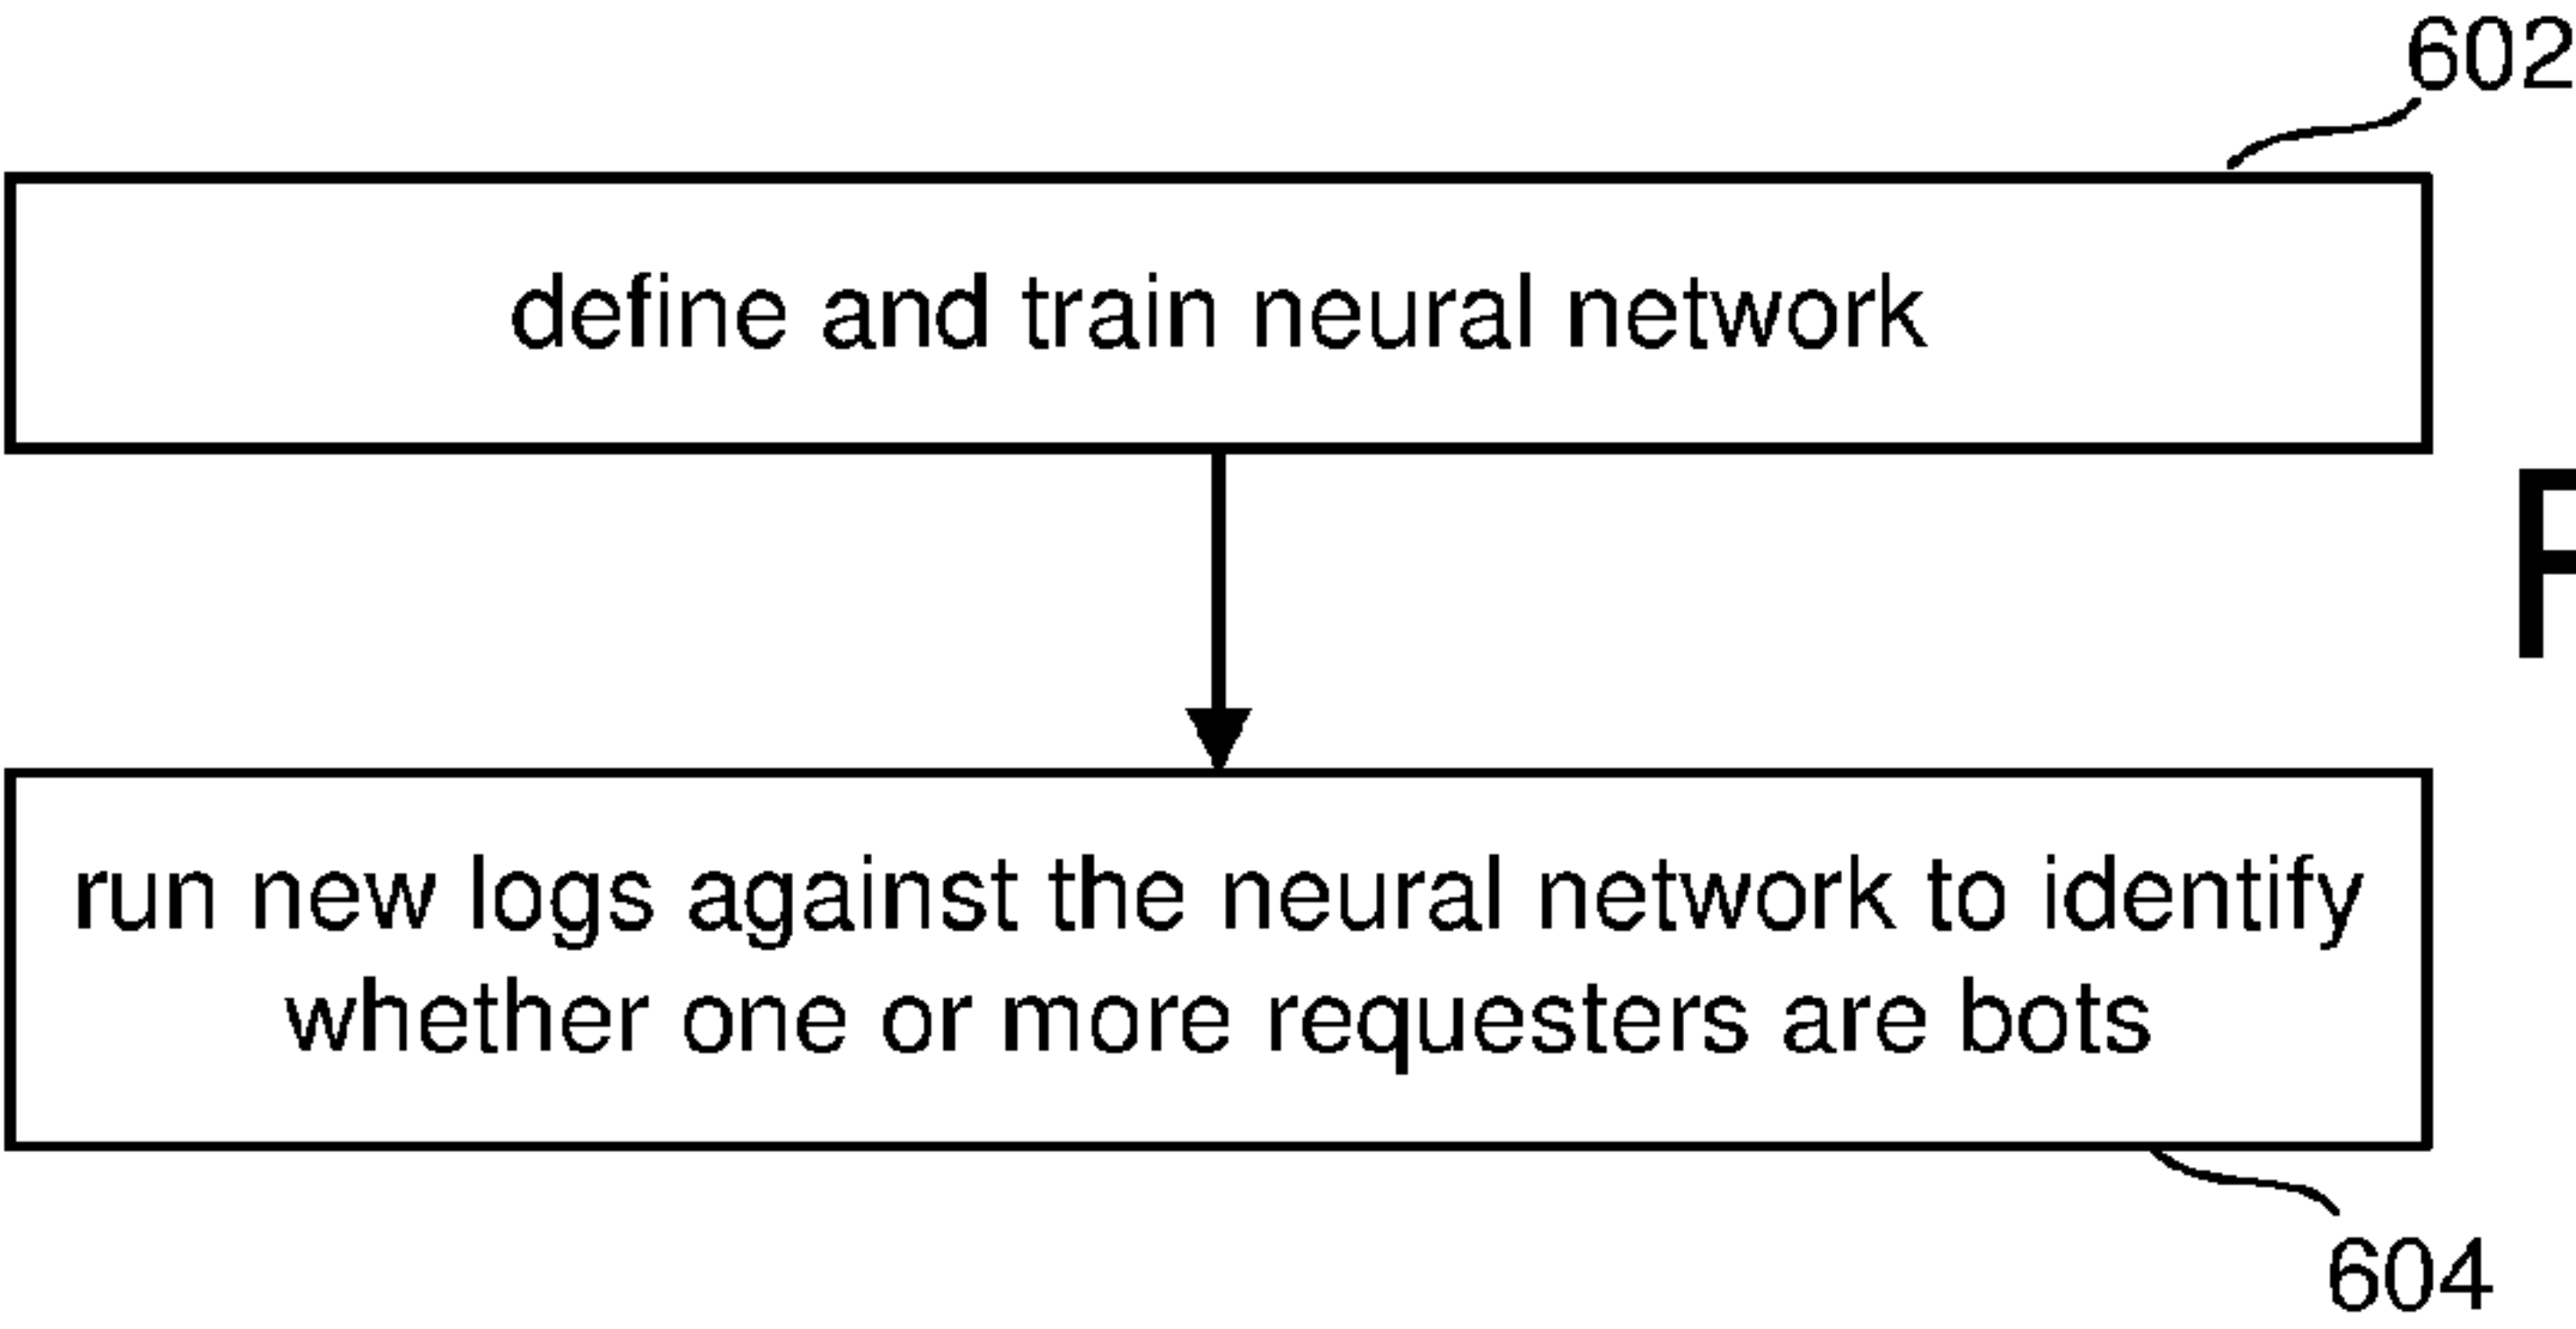 602
define and train neural network
run new logs against the neural network to identify
whether one or more requesters are bots
604